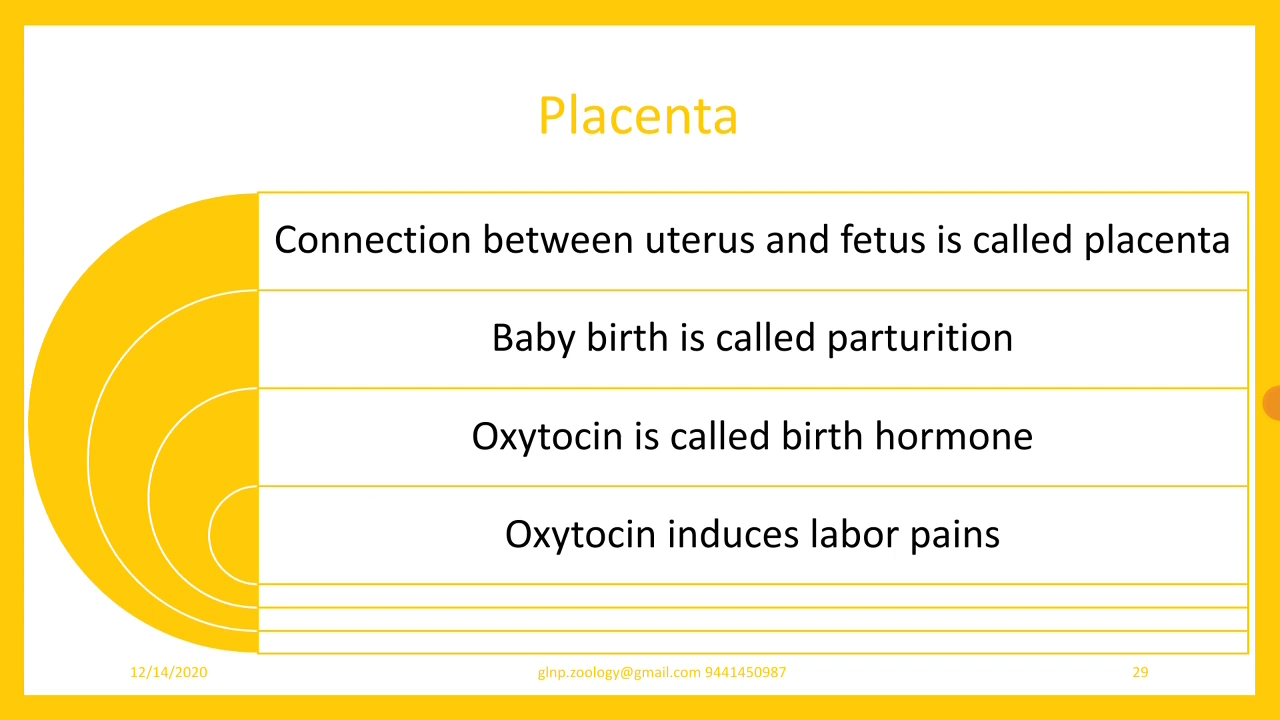 Placenta
Connection between uterus and fetus is called placenta
Baby birth is called parturition
Oxytocin is called birth hormone
Oxytocin induces labor pains
12/14/2020
glnp.zoology@gmail.com 9441450987
29